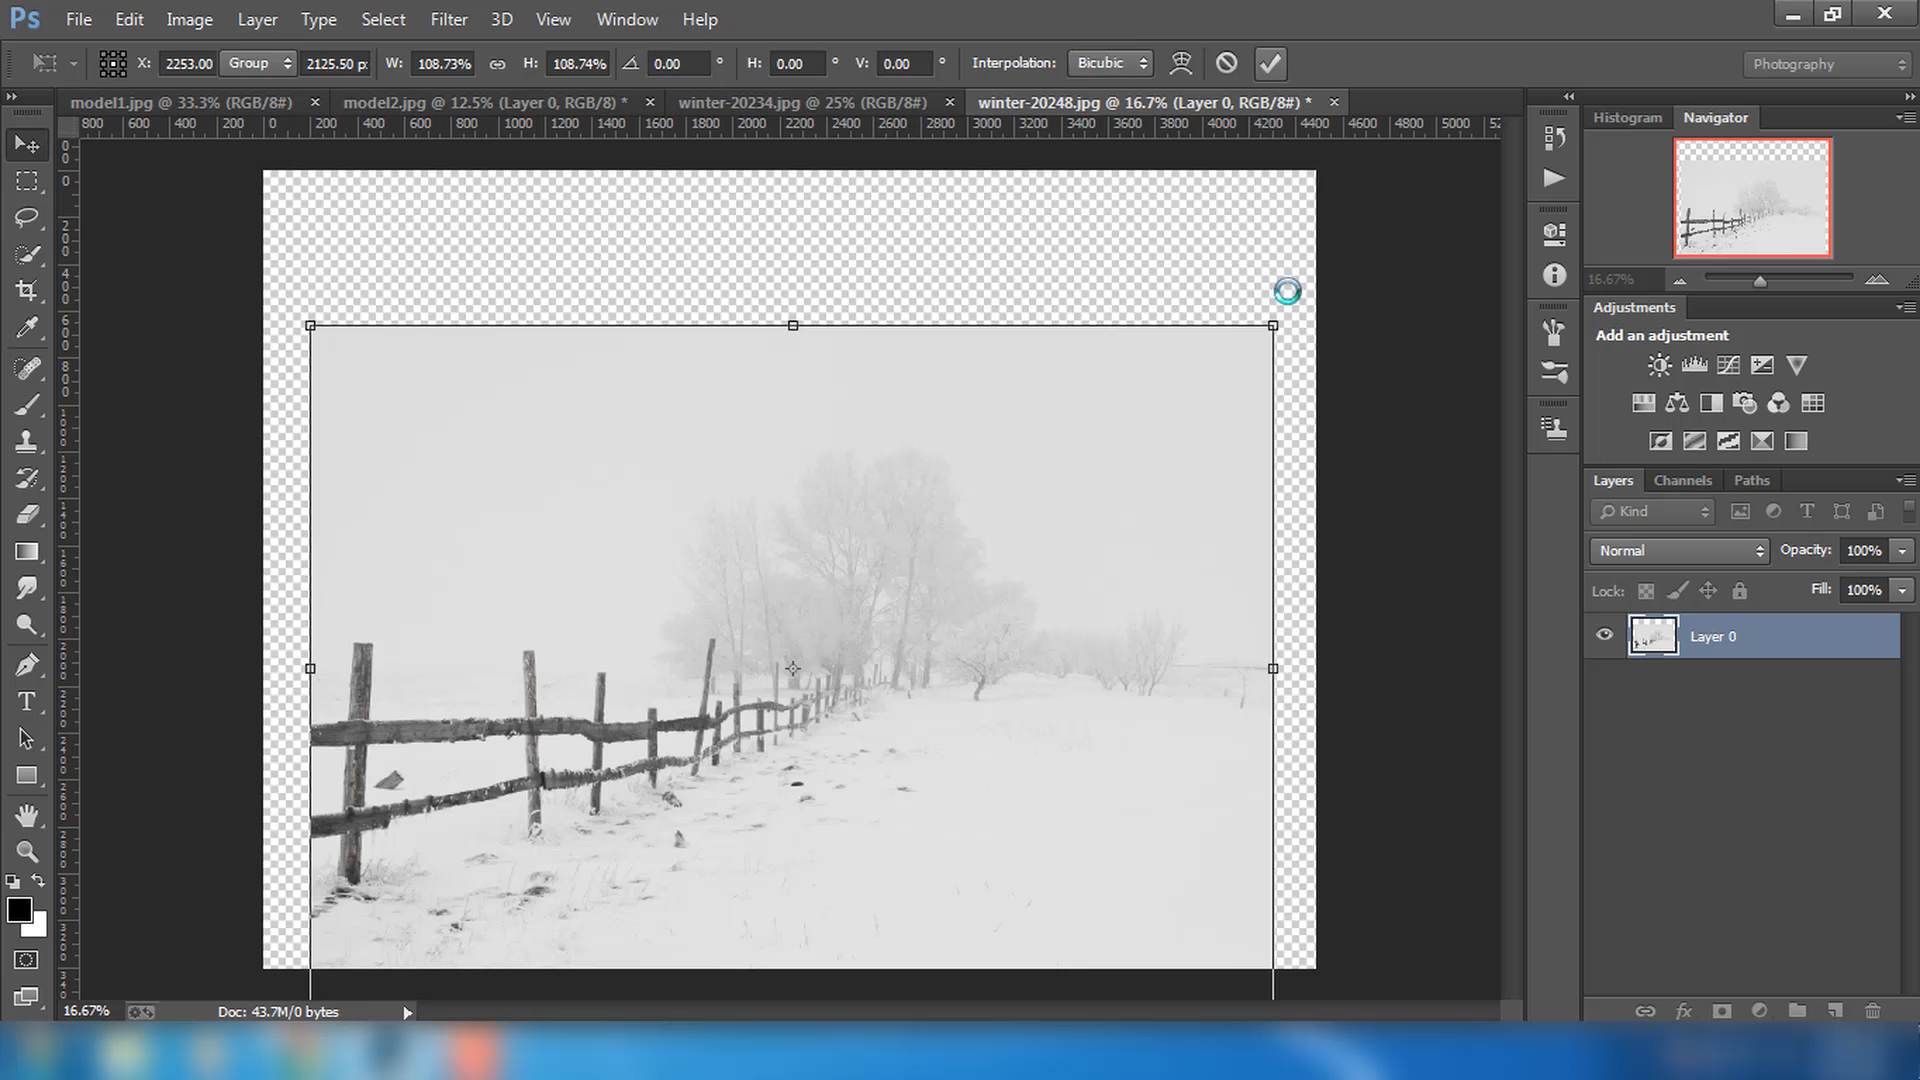 Ps File Edit Image Layer Type Select Filter 3D View Window Help
X: 2253.00 Group 2125.50 p: W: 108.73% H: 108.74% 0.00 ° H: 0.00 ° V: 0.00 ° Interpolation: Bicubic Photography
model1.jpg @ 33.3% (RGB/8#) × model2.jpg @ 12.5% (Layer 0, RGB/8) * × winter-20234.jpg @ 25% (RGB/8#) × winter-20248.jpg @ 16.7% (Layer 0, RGB/8#) * ×
800 600 400 200 0 200 400 600 800 1000 1200 1400 1600 1800 2000 2200 2400 2600 2800 3000 3200 3400 3600 3800 4000 4200 4400 4600 4800 5000
Histogram Navigator
16.67%
Adjustments
Add an adjustment
Layers Channels Paths
Kind
Normal Opacity: 100%
Lock: Fill: 100%
Layer 0
16.67% Doc: 43.7M/0 bytes